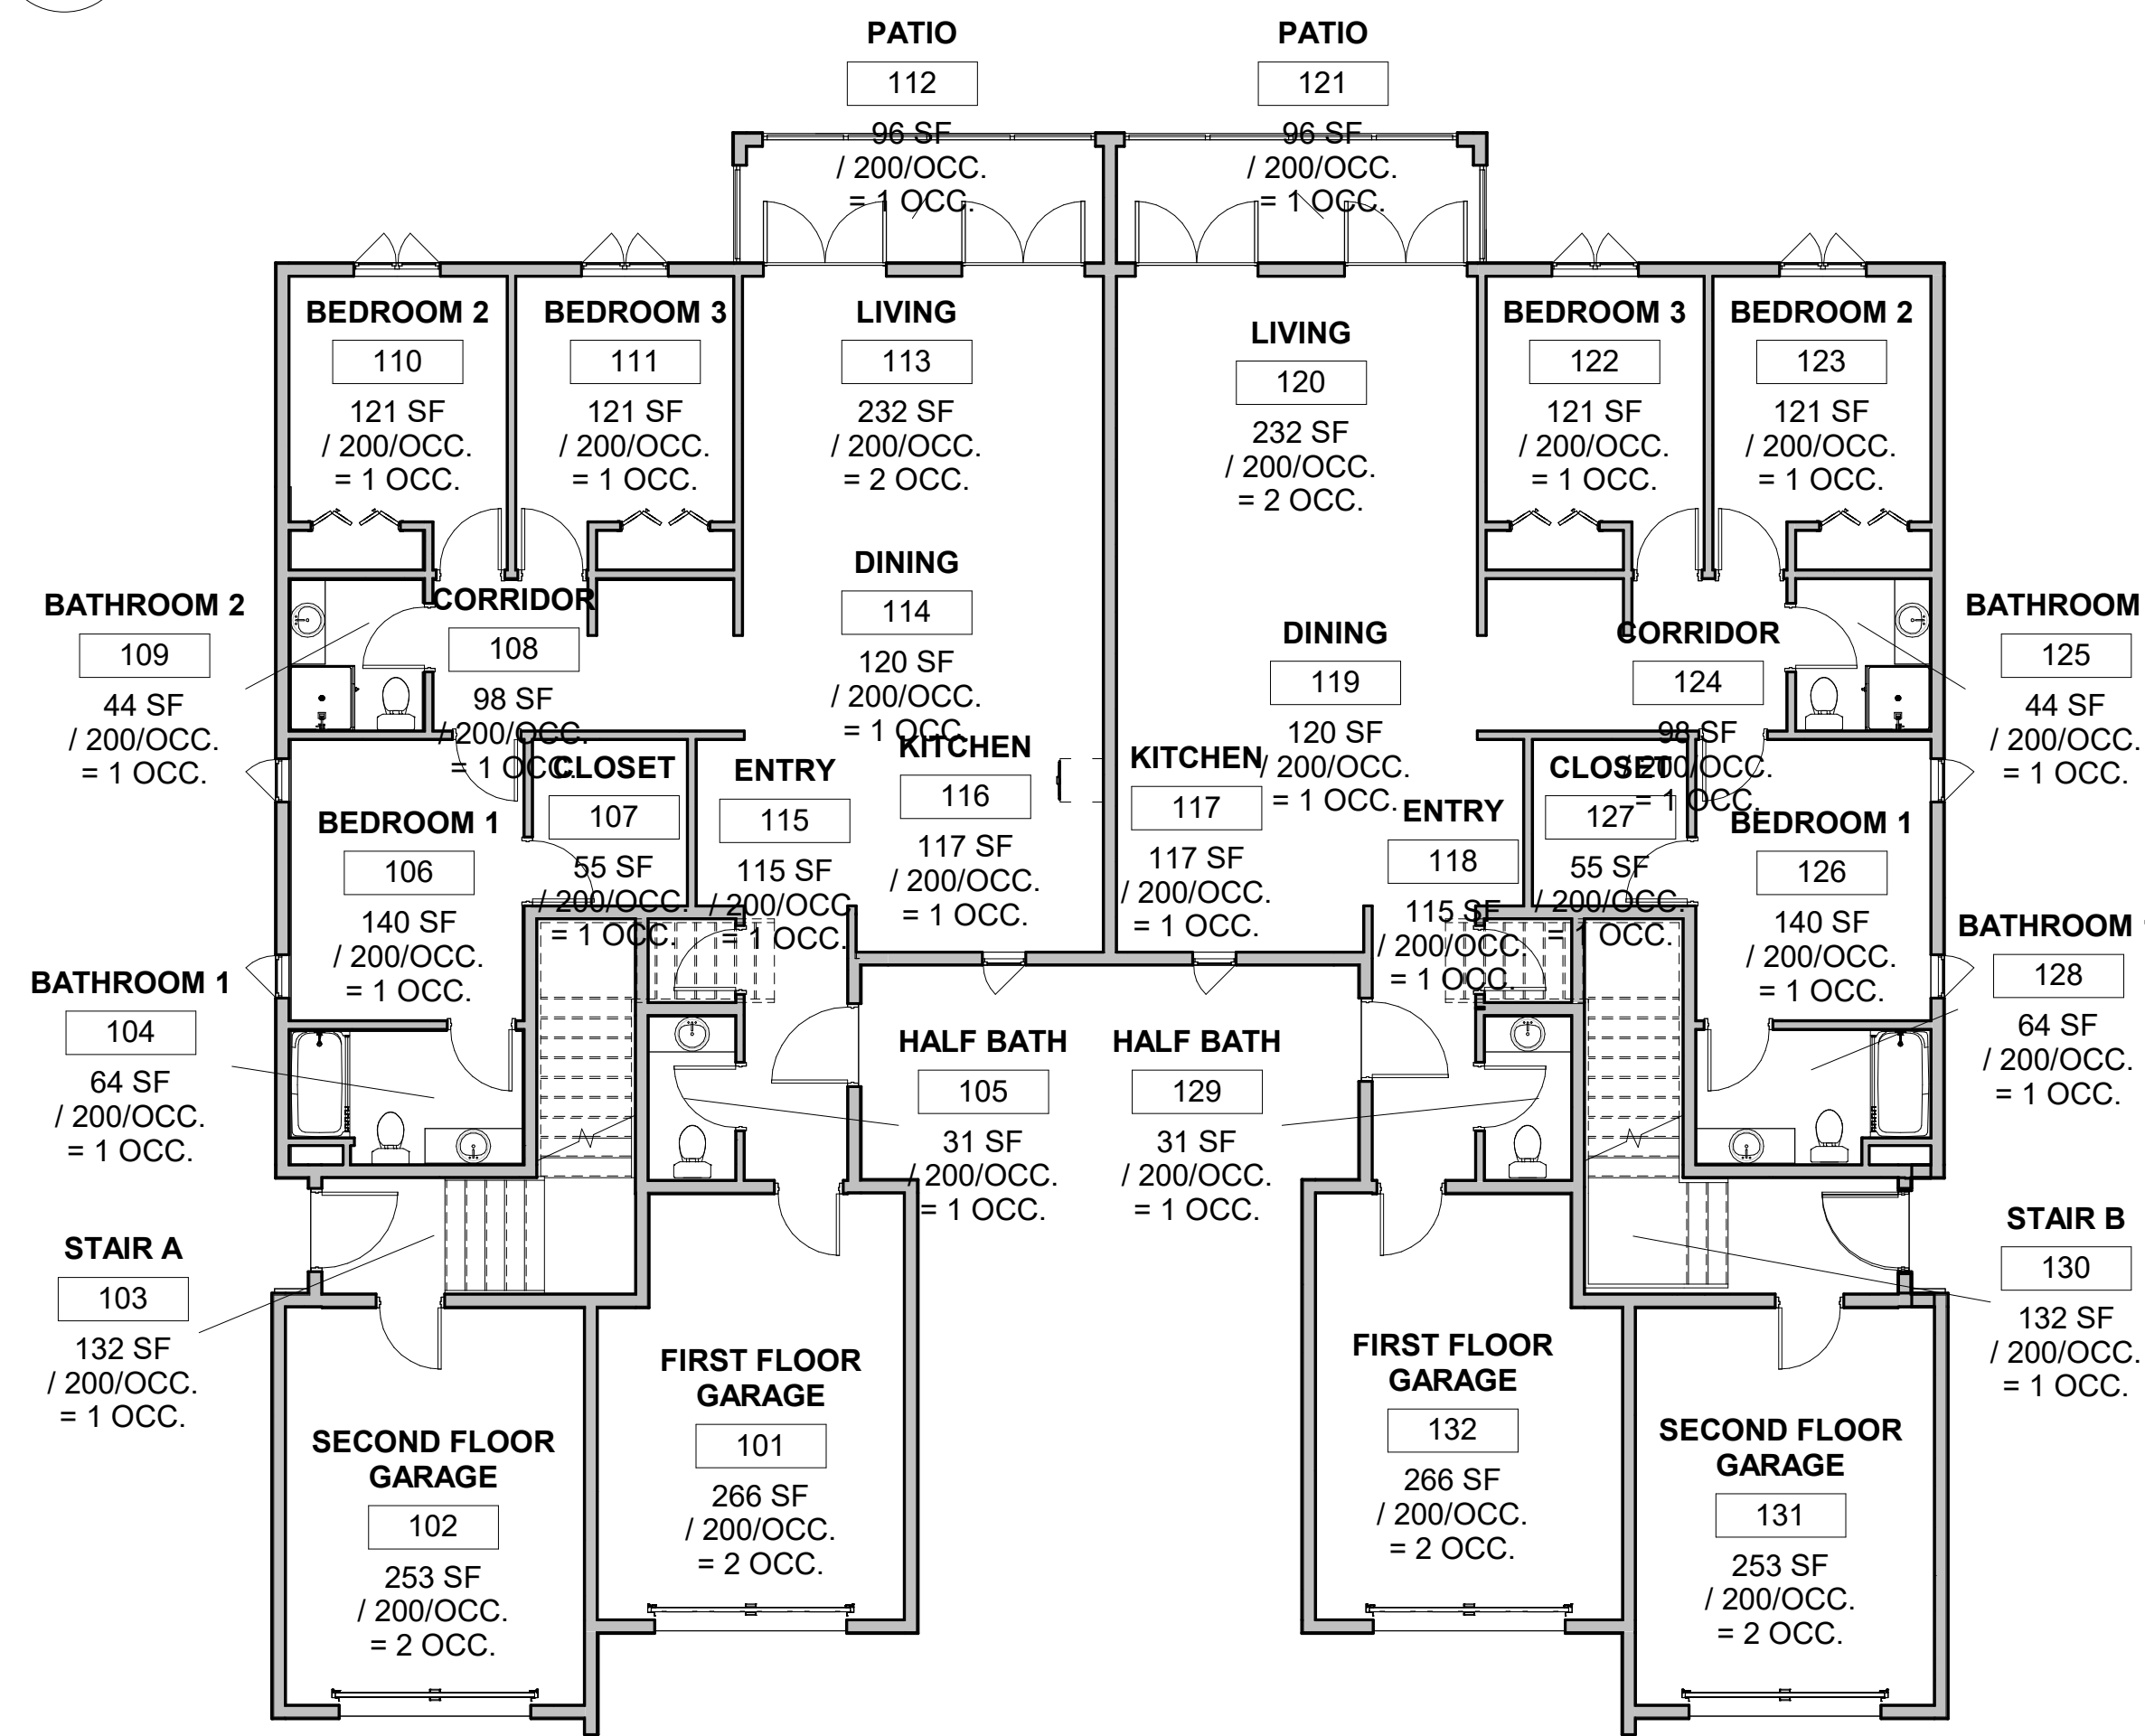 PATIO
112
96 SF
/ 200/OCC.
= 1 OCC.
PATIO
121
96 SF
/ 200/OCC.
= 1 OCC.
BEDROOM 2
110
121 SF
/ 200/OCC.
= 1 OCC.
BEDROOM 3
111
121 SF
/ 200/OCC.
= 1 OCC.
LIVING
113
232 SF
/ 200/OCC.
= 2 OCC.
LIVING
120
232 SF
/ 200/OCC.
= 2 OCC.
BEDROOM 3
122
121 SF
/ 200/OCC.
= 1 OCC.
BEDROOM 2
123
121 SF
/ 200/OCC.
= 1 OCC.
BATHROOM 2
109
44 SF
/ 200/OCC.
= 1 OCC.
CORRIDOR
108
98 SF
/ 200/OCC.
= 1 OCC.
DINING
114
120 SF
/ 200/OCC.
= 1 OCC.
DINING
119
120 SF
/ 200/OCC.
= 1 OCC.
CORRIDOR
124
98 SF
/ 200/OCC.
= 1 OCC.
BATHROOM
125
44 SF
/ 200/OCC.
= 1 OCC.
BEDROOM 1
106
140 SF
/ 200/OCC.
= 1 OCC.
CLOSET
107
55 SF
/ 200/OCC.
= 1 OCC.
ENTRY
115
115 SF
/ 200/OCC.
= 1 OCC.
KITCHEN
116
117 SF
/ 200/OCC.
= 1 OCC.
KITCHEN
117
117 SF
/ 200/OCC.
= 1 OCC.
ENTRY
118
115 SF
/ 200/OCC.
= 1 OCC.
CLOSET
127
55 SF
/ 200/OCC.
= 1 OCC.
BEDROOM 1
126
140 SF
/ 200/OCC.
= 1 OCC.
BATHROOM 1
104
64 SF
/ 200/OCC.
= 1 OCC.
HALF BATH
105
31 SF
/ 200/OCC.
= 1 OCC.
HALF BATH
129
31 SF
/ 200/OCC.
= 1 OCC.
BATHROOM
128
64 SF
/ 200/OCC.
= 1 OCC.
STAIR A
103
132 SF
/ 200/OCC.
= 1 OCC.
STAIR B
130
132 SF
/ 200/OCC.
= 1 OCC.
SECOND FLOOR
GARAGE
102
253 SF
/ 200/OCC.
= 2 OCC.
FIRST FLOOR
GARAGE
101
266 SF
/ 200/OCC.
= 2 OCC.
FIRST FLOOR
GARAGE
132
266 SF
/ 200/OCC.
= 2 OCC.
SECOND FLOOR
GARAGE
131
253 SF
/ 200/OCC.
= 2 OCC.